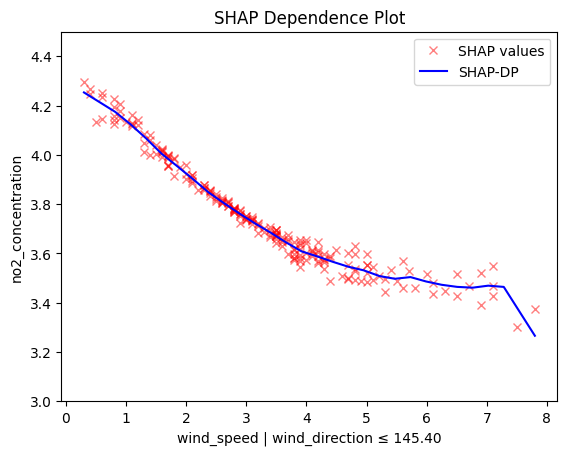 SHAP Dependence Plot
SHAP values
SHAP-DP
no2_concentration
4.4
4.2
4.0
3.8
3.6
3.4
3.2
3.0
0 1 2 3 4 5 6 7 8
wind_speed | wind_direction ≤ 145.40